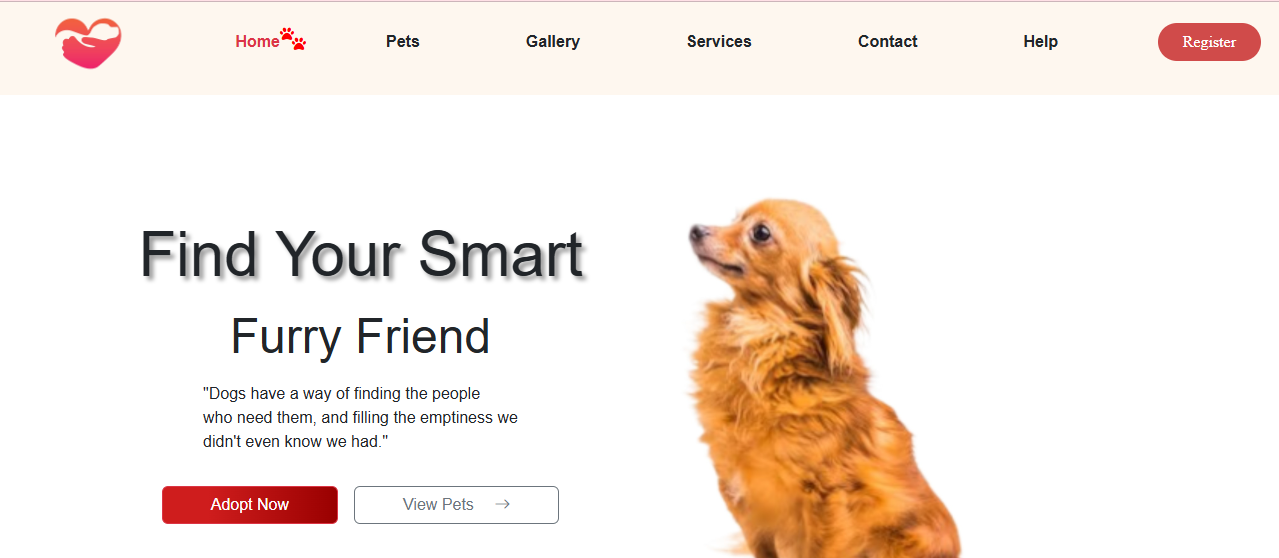 Home Pets Gallery Services Contact Help Register
Find Your Smart
Furry Friend
"Dogs have a way of finding the people
who need them, and filling the emptiness we
didn't even know we had."
Adopt Now View Pets →